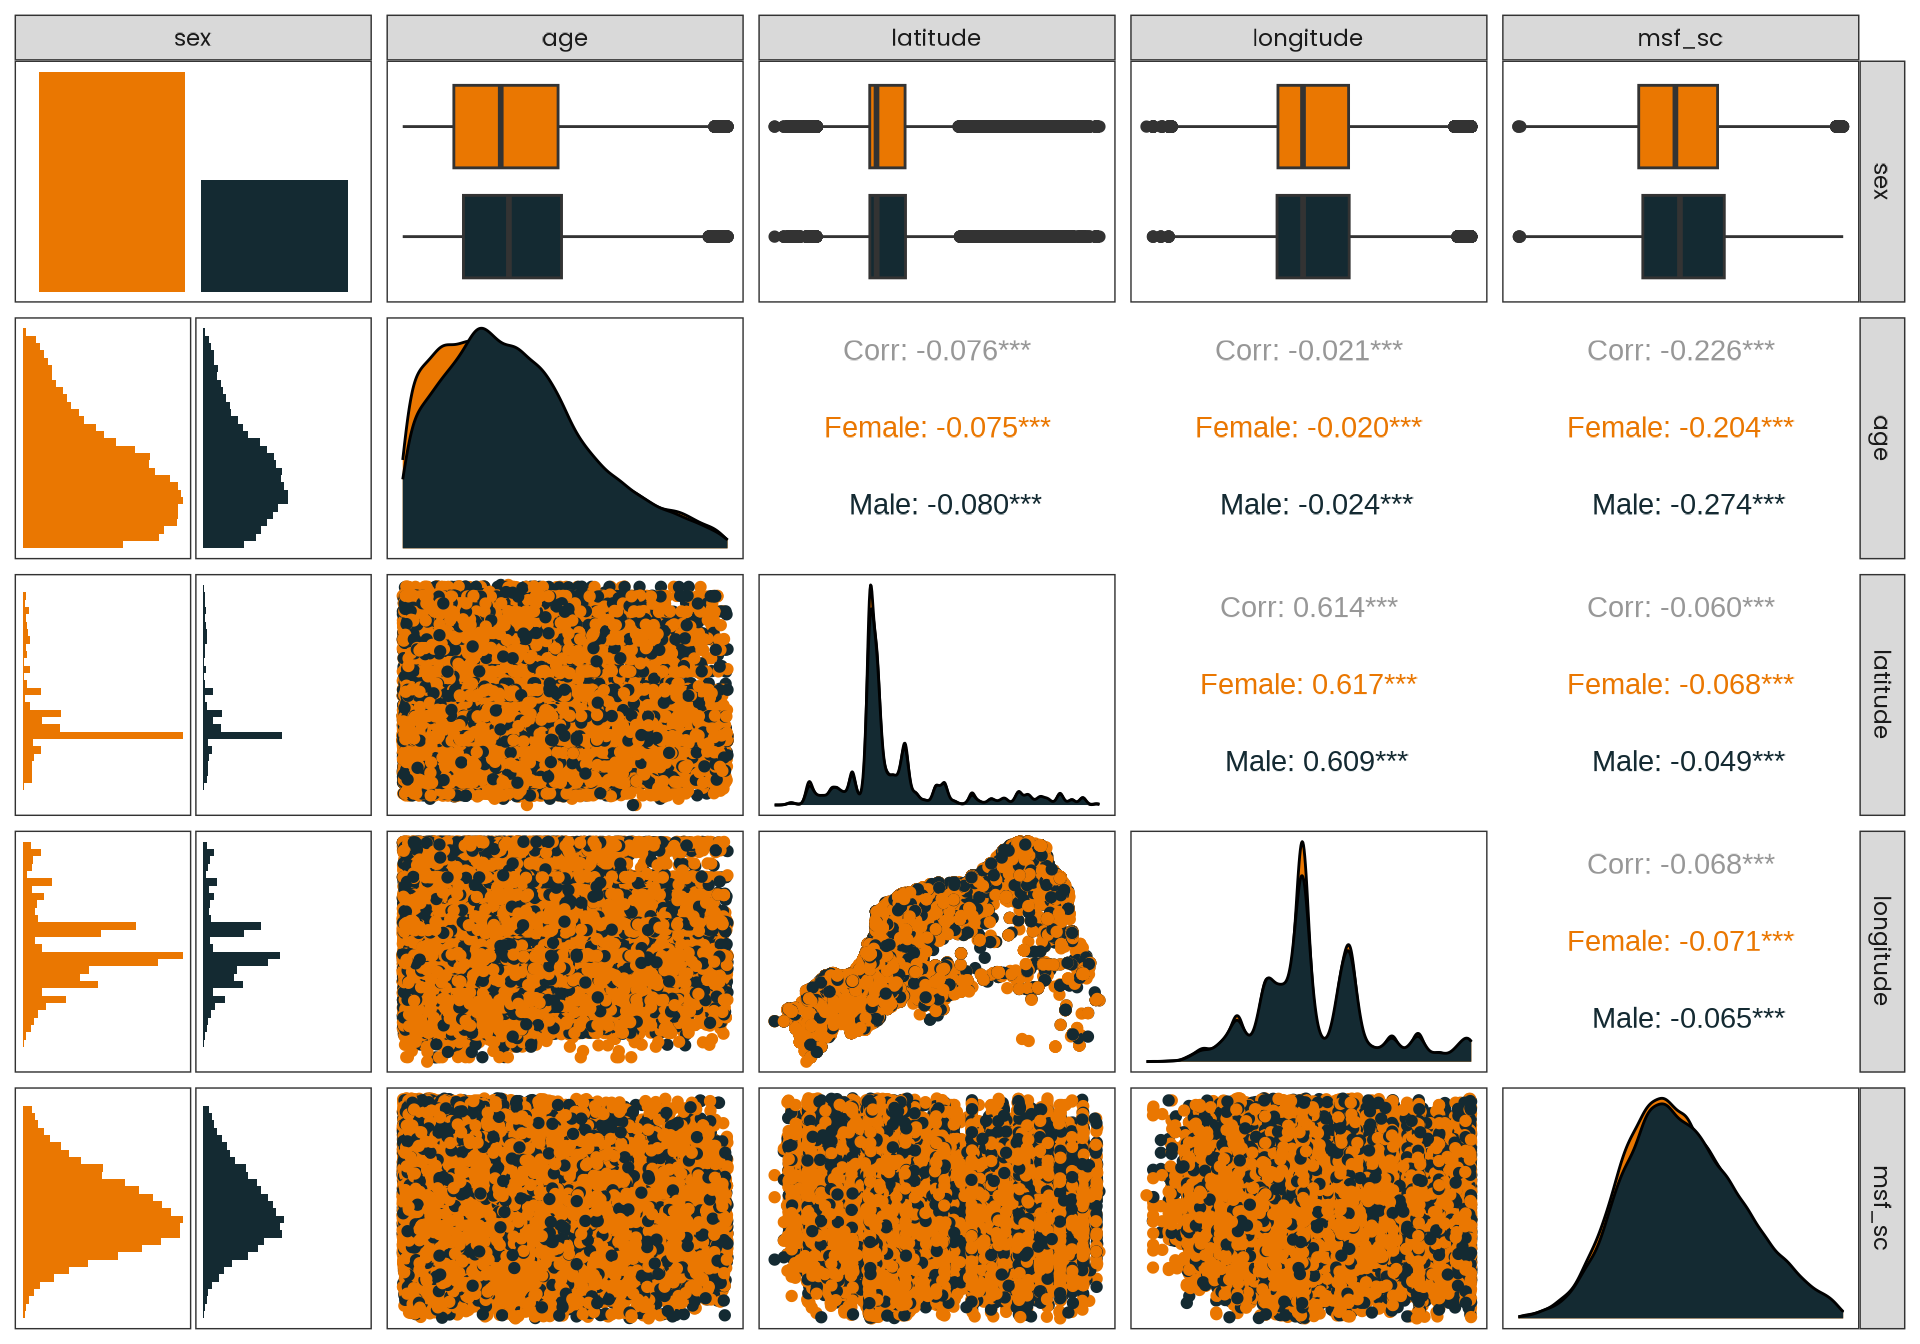 sex
age
latitude
longitude
msf_sc
sex
Corr: -0.076***
Corr: -0.021***
Corr: -0.226***
Female: -0.075***
Female: -0.020***
Female: -0.204***
Male: -0.080***
Male: -0.024***
Male: -0.274***
age
Corr: 0.614***
Corr: -0.060***
Female: 0.617***
Female: -0.068***
Male: 0.609***
Male: -0.049***
latitude
Corr: -0.068***
Female: -0.071***
Male: -0.065***
longitude
msf_sc